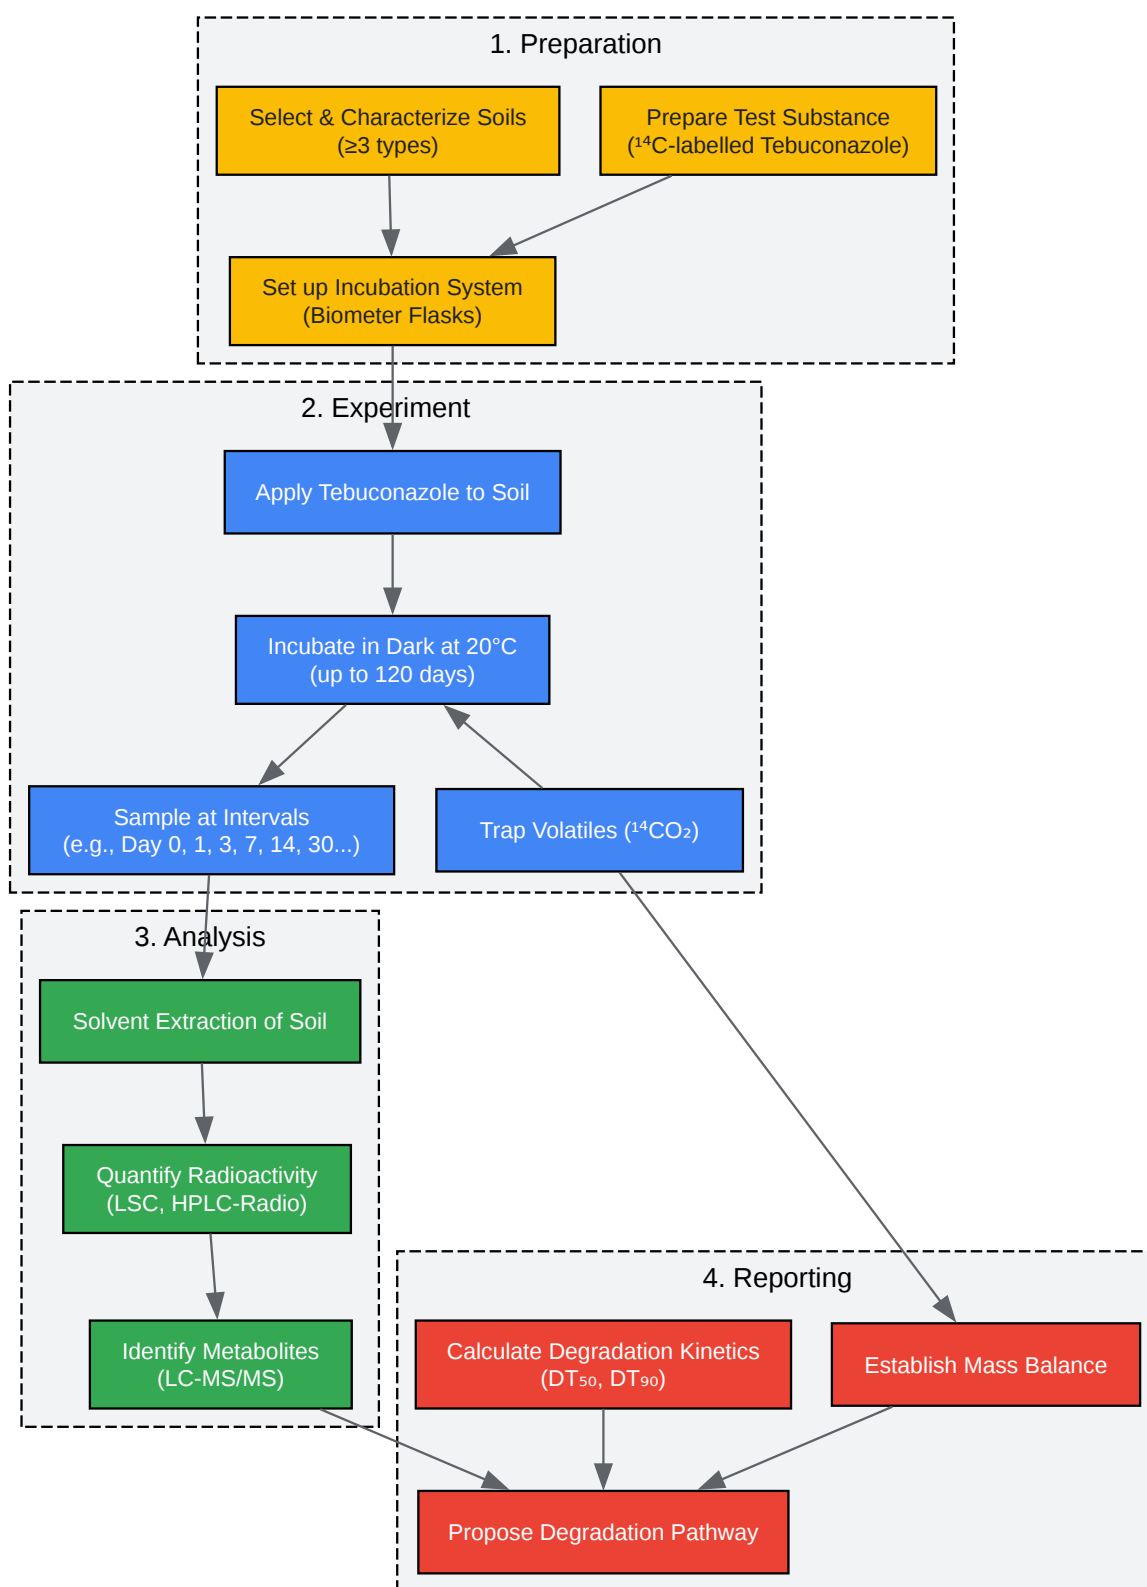 1. Preparation
Select & Characterize Soils
(≥3 types)
Prepare Test Substance
(¹⁴C-labelled Tebuconazole)
Set up Incubation System
(Biometer Flasks)
2. Experiment
Apply Tebuconazole to Soil
Incubate in Dark at 20°C
(up to 120 days)
Sample at Intervals
(e.g., Day 0, 1, 3, 7, 14, 30...)
Trap Volatiles (¹⁴CO₂)
3. Analysis
Solvent Extraction of Soil
Quantify Radioactivity
(LSC, HPLC-Radio)
Identify Metabolites
(LC-MS/MS)
4. Reporting
Calculate Degradation Kinetics
(DT₅₀, DT₉₀)
Establish Mass Balance
Propose Degradation Pathway